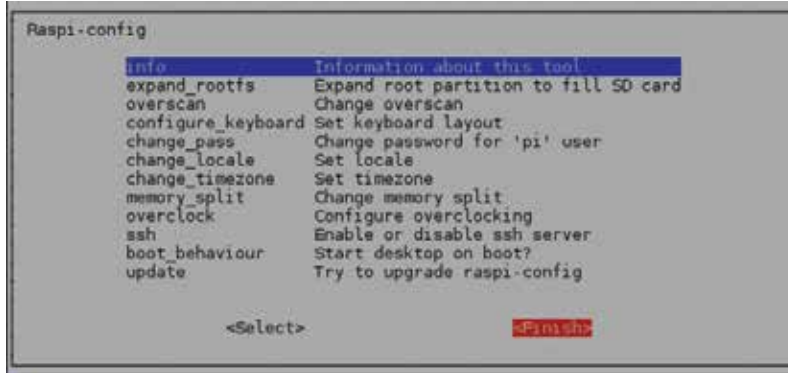 Raspi-config
info Information about this tool
expand_rootfs Expand root partition to fill SD card
overscan Change overscan
configure_keyboard Set keyboard layout
change_pass Change password for 'pi' user
change_locale Set locale
change_timezone Set timezone
memory_split Change memory split
overclock Configure overclocking
ssh Enable or disable ssh server
boot_behaviour Start desktop on boot?
update Try to upgrade raspi-config
<Select> <Finish>